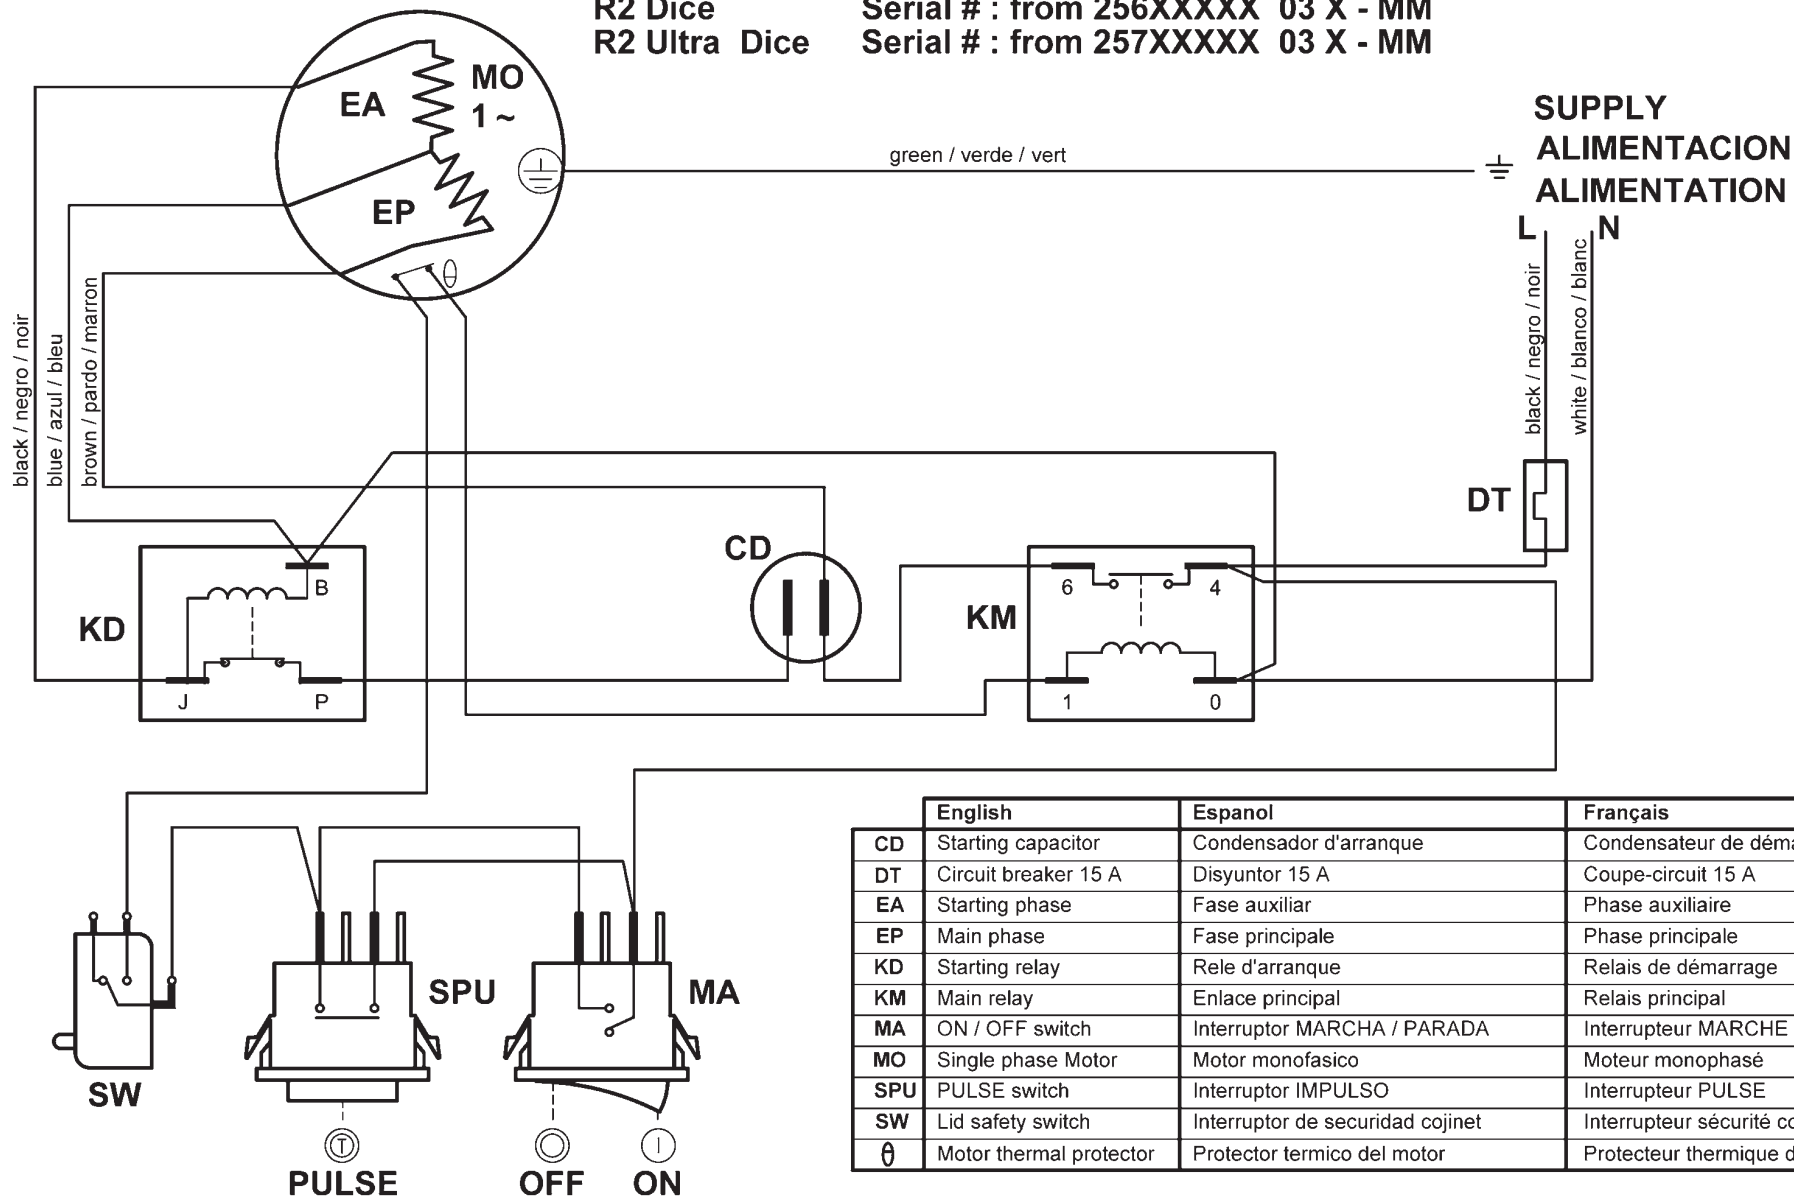 R2 Dice Serial # : from 256XXXXX 03 X - MM
R2 Ultra Dice Serial # : from 257XXXXX 03 X - MM
MO
1 ~
EA
EP
θ
green / verde / vert
SUPPLY
ALIMENTACION
ALIMENTATION
L N
black / negro / noir
white / blanco / blanc
black / negro / noir
blue / azul / bleu
brown / pardo / marron
DT
CD
KD
B
J
P
KM
6
4
1
0
SW
SPU
MA
T
PULSE
OFF
ON
English Espanol Français
CD Starting capacitor Condensador d'arranque Condensateur de
DT Circuit breaker 15 A Disyuntor 15 A Coupe-circuit 15 A
EA Starting phase Fase auxiliar Phase auxiliaire
EP Main phase Fase principale Phase principale
KD Starting relay Rele d'arranque Relais de démarrage
KM Main relay Enlace principal Relais principal
MA ON / OFF switch Interruptor MARCHA / PARADA Interrupteur MARCHE
MO Single phase Motor Motor monofasico Moteur monophasé
SPU PULSE switch Interruptor IMPULSO Interrupteur PULSE
SW Lid safety switch Interruptor de securidad cojinet Interrupteur sécurité
θ Motor thermal protector Protector termico del motor Protecteur thermique